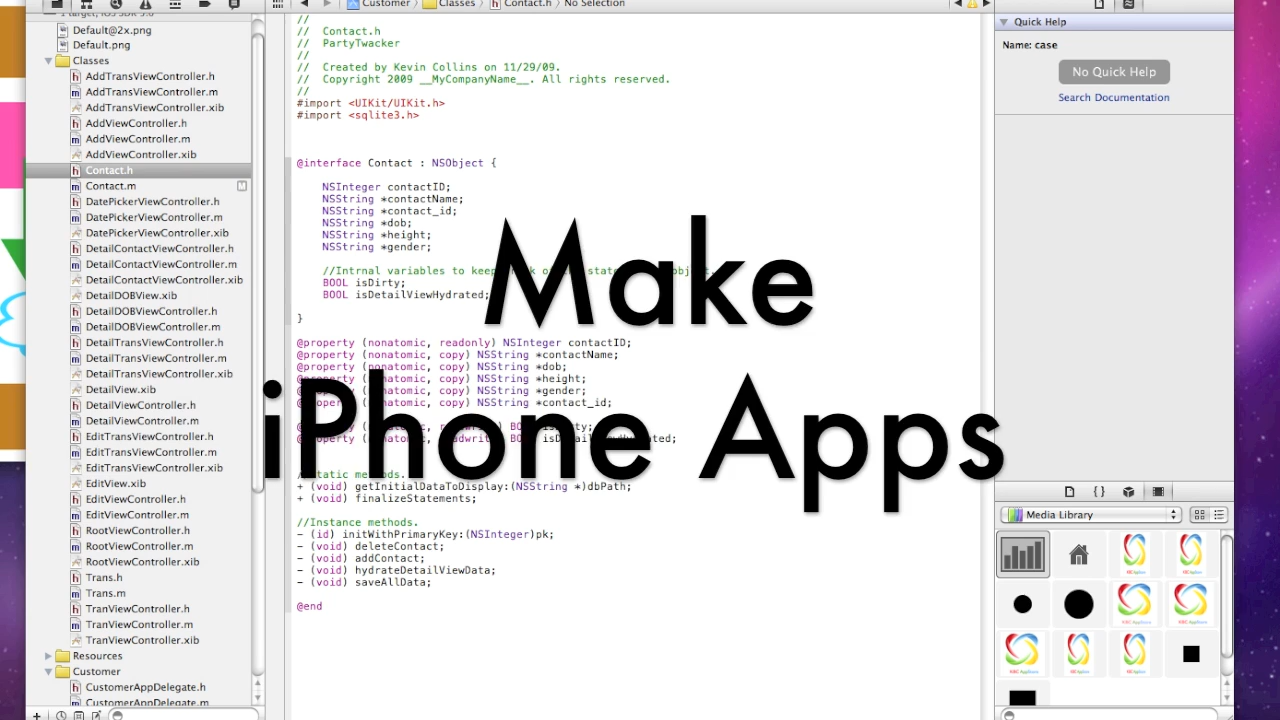 Customer
Classes
Contact.h
No Selection
Default@2x.png
Default.png
Classes
AddTransViewController.h
AddTransViewController.m
AddTransViewController.xib
AddViewController.h
AddViewController.m
AddViewController.xib
Contact.h
Contact.m
DatePickerViewController.h
DatePickerViewController.m
DatePickerViewController.xib
DetailContactViewController.h
DetailContactViewController.m
DetailContactViewController.xib
DetailDOBView.xib
DetailDOBViewController.h
DetailDOBViewController.m
DetailTransViewController.h
DetailTransViewController.m
DetailTransViewController.xib
DetailView.xib
DetailViewController.h
DetailViewController.m
EditTransViewController.h
EditTransViewController.m
EditTransViewController.xib
EditView.xib
EditViewController.h
EditViewController.m
RootViewController.h
RootViewController.m
RootViewController.xib
Trans.h
Trans.m
TranViewController.h
TranViewController.m
TranViewController.xib
Resources
Customer
CustomerAppDelegate.h
CustomerAppDelegate.m
//
// Contact.h
// PartyTwacker
//
// Created by Kevin Collins on 11/29/09.
// Copyright 2009 __MyCompanyName__. All rights reserved.
//
#import <UIKit/UIKit.h>
#import <sqlite3.h>
@interface Contact : NSObject {
NSInteger contactID;
NSString *contactName;
NSString *contact_id;
NSString *dob;
NSString *height;
NSString *gender;
//Intrnal variables to keep
BOOL isDirty;
BOOL isDetailViewHydrated;
}
@property (nonatomic, readonly) NSInteger contactID;
@property (nonatomic, copy) NSString *contactName;
@property (nonatomic, copy) NSString *dob;
@property (nonatomic, copy) NSString *height;
@property (nonatomic, copy) NSString *gender;
@property (nonatomic, copy) NSString *contact_id;
+ (void) getInitialDataToDisplay:(NSString *)dbPath;
+ (void) finalizeStatements;
//Instance methods.
- (id) initWithPrimaryKey:(NSInteger)pk;
- (void) deleteContact;
- (void) addContact;
- (void) hydrateDetailViewData;
- (void) saveAllData;
@end
Make
iPhone Apps
Quick Help
Name: case
No Quick Help
Search Documentation
Media Library